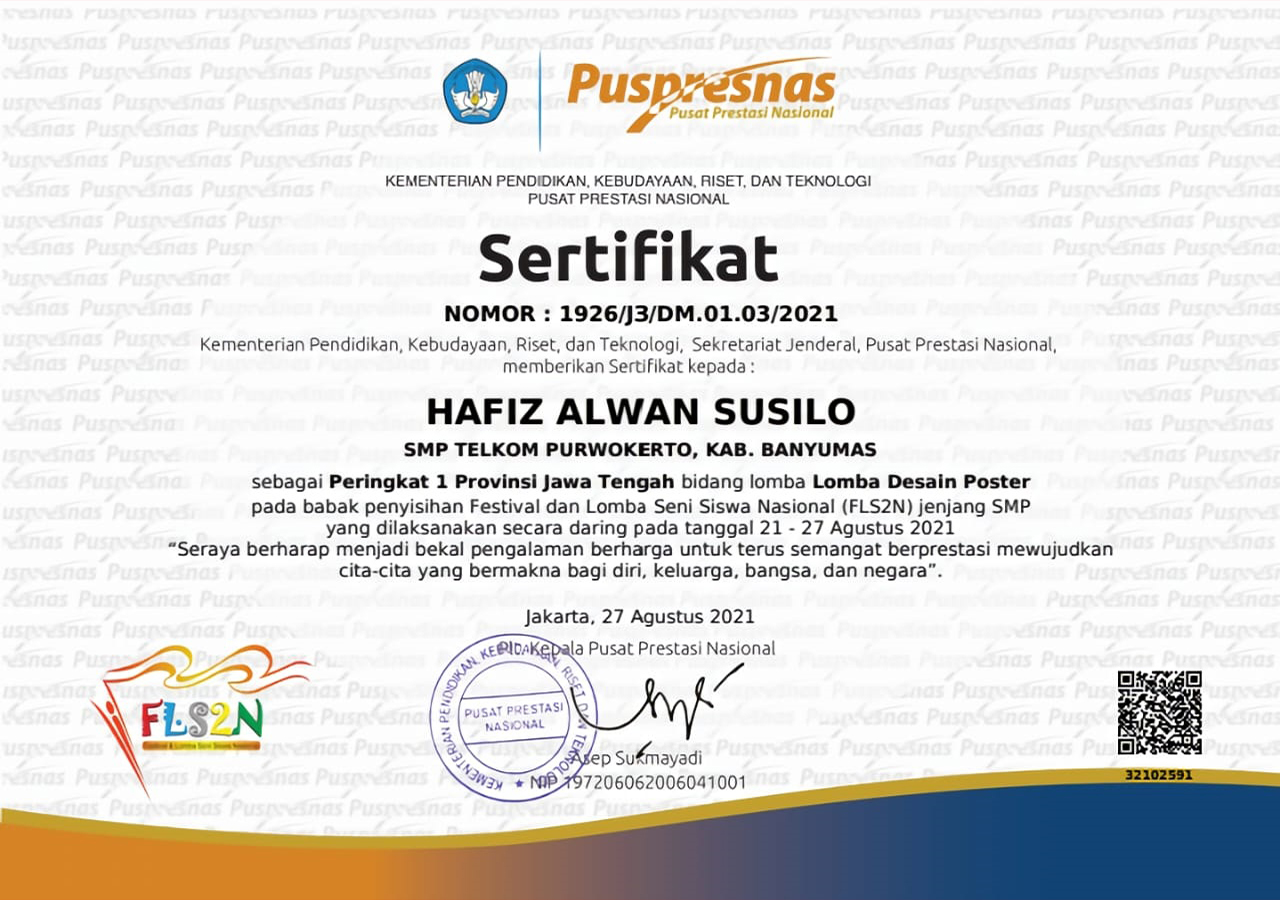 Puspresnas
Pusat Prestasi Nasional
KEMENTERIAN PENDIDIKAN, KEBUDAYAAN, RISET, DAN TEKNOLOGI
PUSAT PRESTASI NASIONAL
Sertifikat
NOMOR : 1926/J3/DM.01.03/2021
Kementerian Pendidikan, Kebudayaan, Riset, dan Teknologi, Sekretariat Jenderal, Pusat Prestasi Nasional,
memberikan Sertifikat kepada :
HAFIZ ALWAN SUSILO
SMP TELKOM PURWOKERTO, KAB. BANYUMAS
sebagai Peringkat 1 Provinsi Jawa Tengah bidang lomba Lomba Desain Poster
pada babak penyisihan Festival dan Lomba Seni Siswa Nasional (FLS2N) jenjang SMP
yang dilaksanakan secara daring pada tanggal 21 - 27 Agustus 2021
“Seraya berharap menjadi bekal pengalaman berharga untuk terus semangat berprestasi mewujudkan
cita-cita yang bermakna bagi diri, keluarga, bangsa, dan negara”.
Jakarta, 27 Agustus 2021
Plt. Kepala Pusat Prestasi Nasional
KEMENTERIAN PENDIDIKAN, KEBUDAYAAN, RISET DAN TEKNOLOGI
PUSAT PRESTASI
NASIONAL
Asep Sukmayadi
NIP 197206062006041001
FLS2N
Festival & Lomba Seni Siswa Nasional
32102591